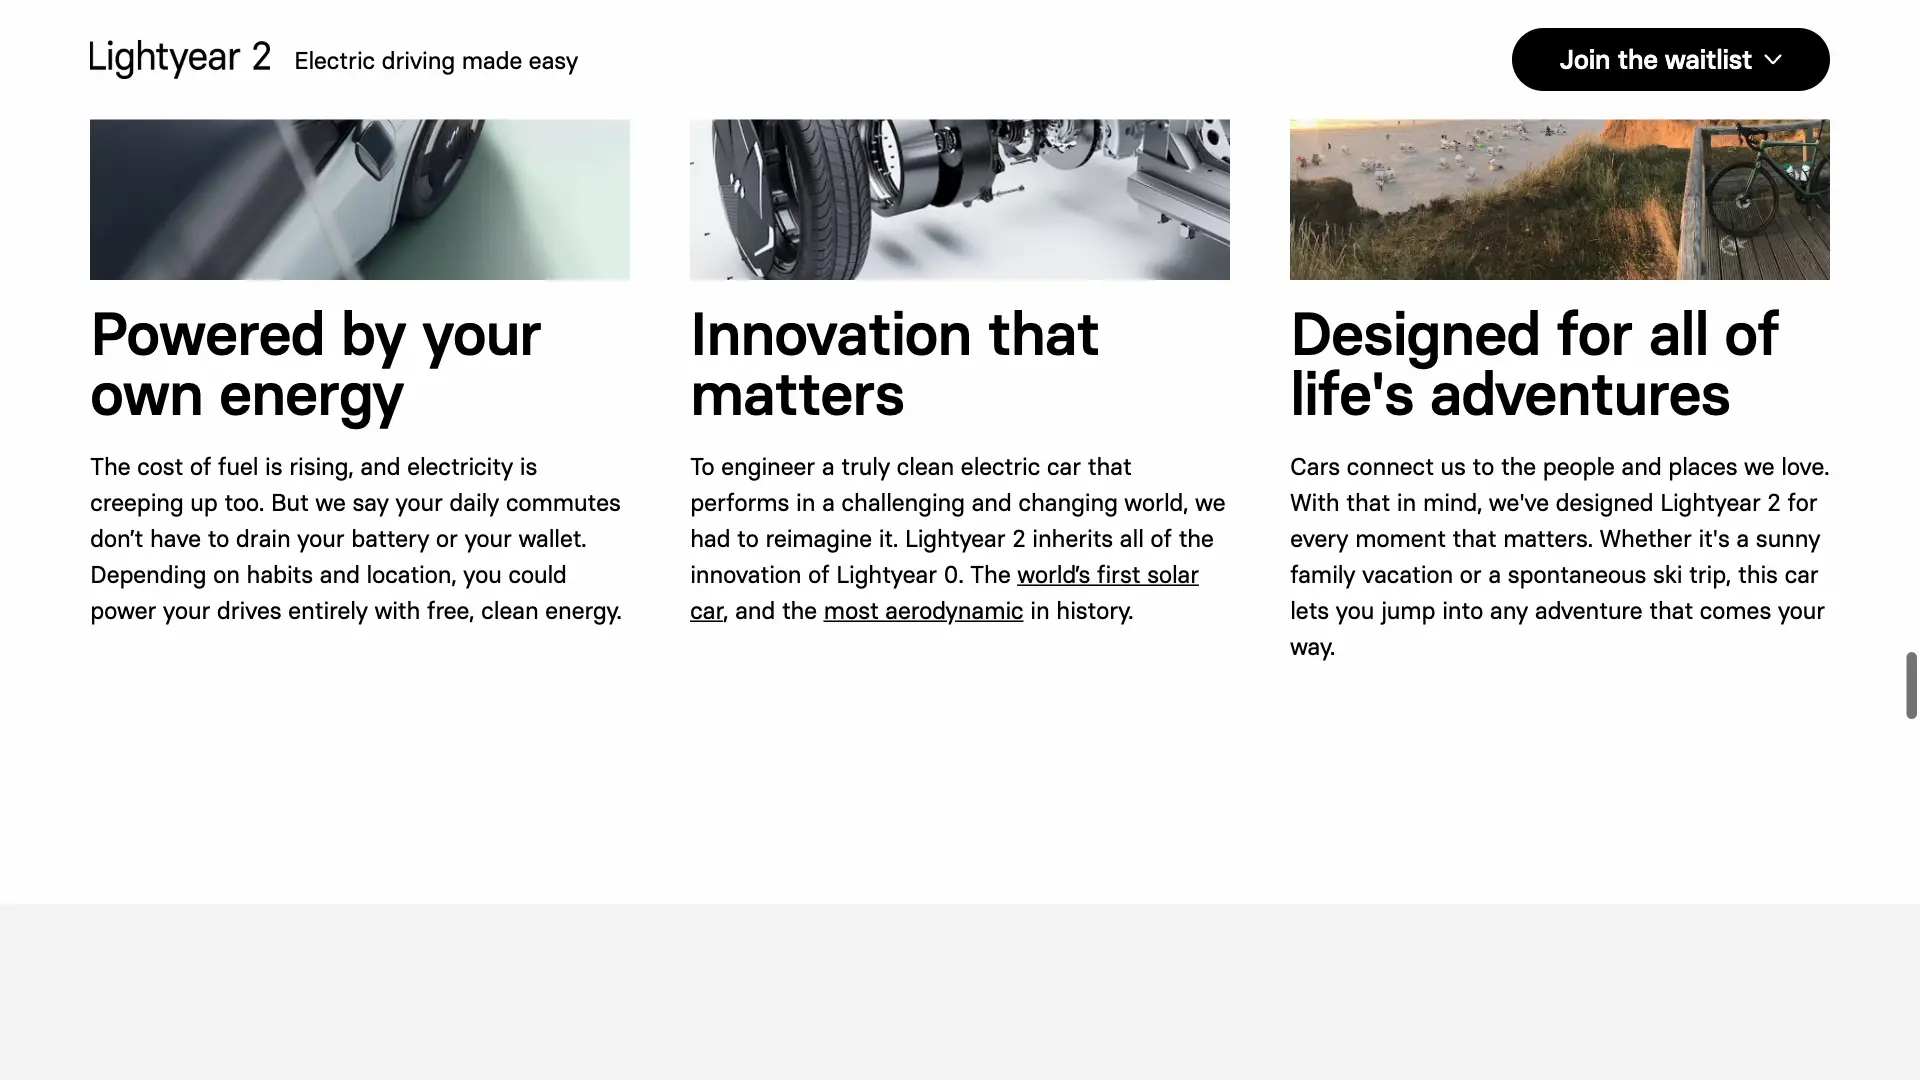 Lightyear 2 Electric driving made easy
Join the waitlist
Powered by your
own energy
The cost of fuel is rising, and electricity is
creeping up too. But we say your daily commutes
don’t have to drain your battery or your wallet.
Depending on habits and location, you could
power your drives entirely with free, clean energy.
Innovation that
matters
To engineer a truly clean electric car that
performs in a challenging and changing world, we
had to reimagine it. Lightyear 2 inherits all of the
innovation of Lightyear 0. The world’s first solar
car, and the most aerodynamic in history.
Designed for all of
life's adventures
Cars connect us to the people and places we love.
With that in mind, we've designed Lightyear 2 for
every moment that matters. Whether it's a sunny
family vacation or a spontaneous ski trip, this car
lets you jump into any adventure that comes your
way.